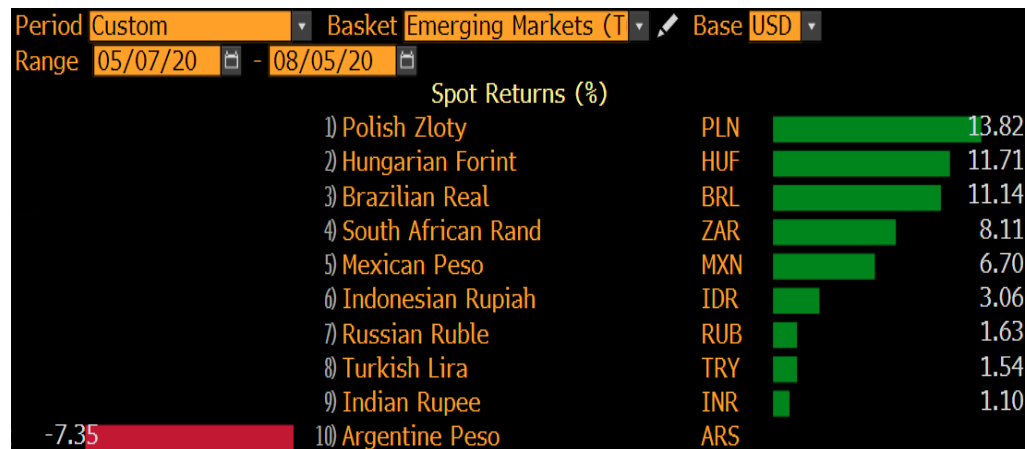 Period Custom Basket Emerging Markets (T Base USD
Range 05/07/20 - 08/05/20
Spot Returns (%)
1) Polish Zloty PLN 13.82
2) Hungarian Forint HUF 11.71
3) Brazilian Real BRL 11.14
4) South African Rand ZAR 8.11
5) Mexican Peso MXN 6.70
6) Indonesian Rupiah IDR 3.06
7) Russian Ruble RUB 1.63
8) Turkish Lira TRY 1.54
9) Indian Rupee INR 1.10
-7.35 10) Argentine Peso ARS